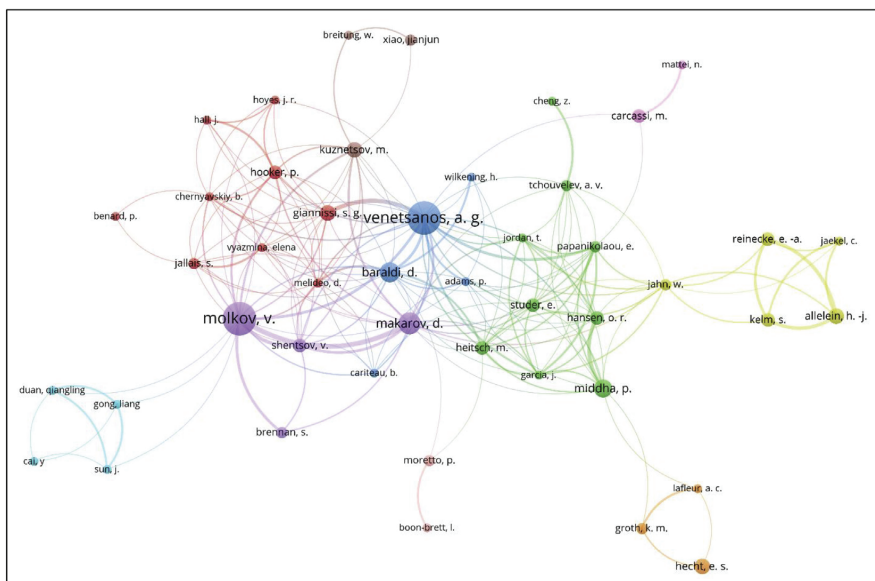 breitung, w.
xiao, jianjun
mattei, n.
hoyes, j. r.
cheng, z.
hall, j.
carcassi, m.
kuznetsov, m.
hooker, p.
wilkening, h.
tchouvelev, a. v.
chernyavskiy, b.
benard, p.
giannissi, s. g.
venetsanos, a. g.
jordan, t.
papanikolaou, e.
reinecke, e. -a.
jaekel, c.
vyazmina, elena
jallais, s.
melideo, d.
baraldi, d.
adams, p.
jahn, w.
studer, e.
hansen, o. r.
kelm, s.
allelein, h. -j.
molkov, v.
makarov, d.
shentsov, v.
heitsch, m.
cariteau, b.
garcia, j.
middha, p.
duan, qiangling
gong, liang
brennan, s.
cai, y
sun, j.
moretto, p.
lafleur, a. c.
boon-brett, l.
groth, k. m.
hecht, e. s.